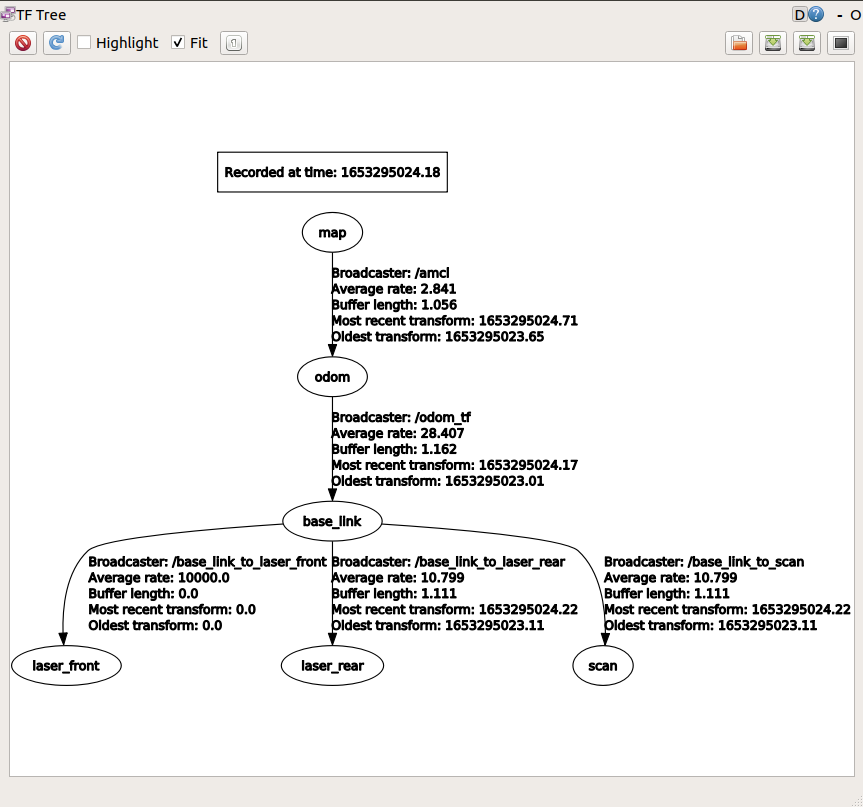 TF Tree
D
- O
Highlight
Fit
Recorded at time: 1653295024.18
map
Broadcaster: /amcl
Average rate: 2.841
Buffer length: 1.056
Most recent transform: 1653295024.71
Oldest transform: 1653295023.65
odom
Broadcaster: /odom_tf
Average rate: 28.407
Buffer length: 1.162
Most recent transform: 1653295024.17
Oldest transform: 1653295023.01
base_link
Broadcaster: /base_link_to_laser_front
Average rate: 10000.0
Buffer length: 0.0
Most recent transform: 0.0
Oldest transform: 0.0
Broadcaster: /base_link_to_laser_rear
Average rate: 10.799
Buffer length: 1.111
Most recent transform: 1653295024.22
Oldest transform: 1653295023.11
Broadcaster: /base_link_to_scan
Average rate: 10.799
Buffer length: 1.111
Most recent transform: 1653295024.22
Oldest transform: 1653295023.11
laser_front
laser_rear
scan